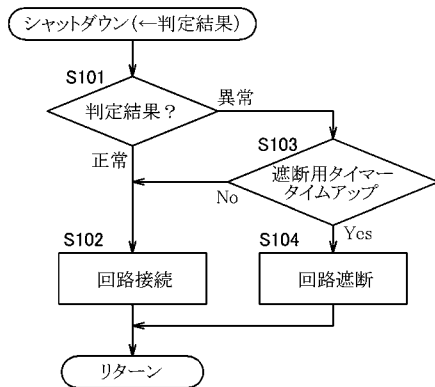 シャットダウン(←判定結果)
S101
判定結果？
異常
正常
S103
遮断用タイマー
タイムアップ
No
Yes
S102
回路接続
S104
回路遮断
リターン